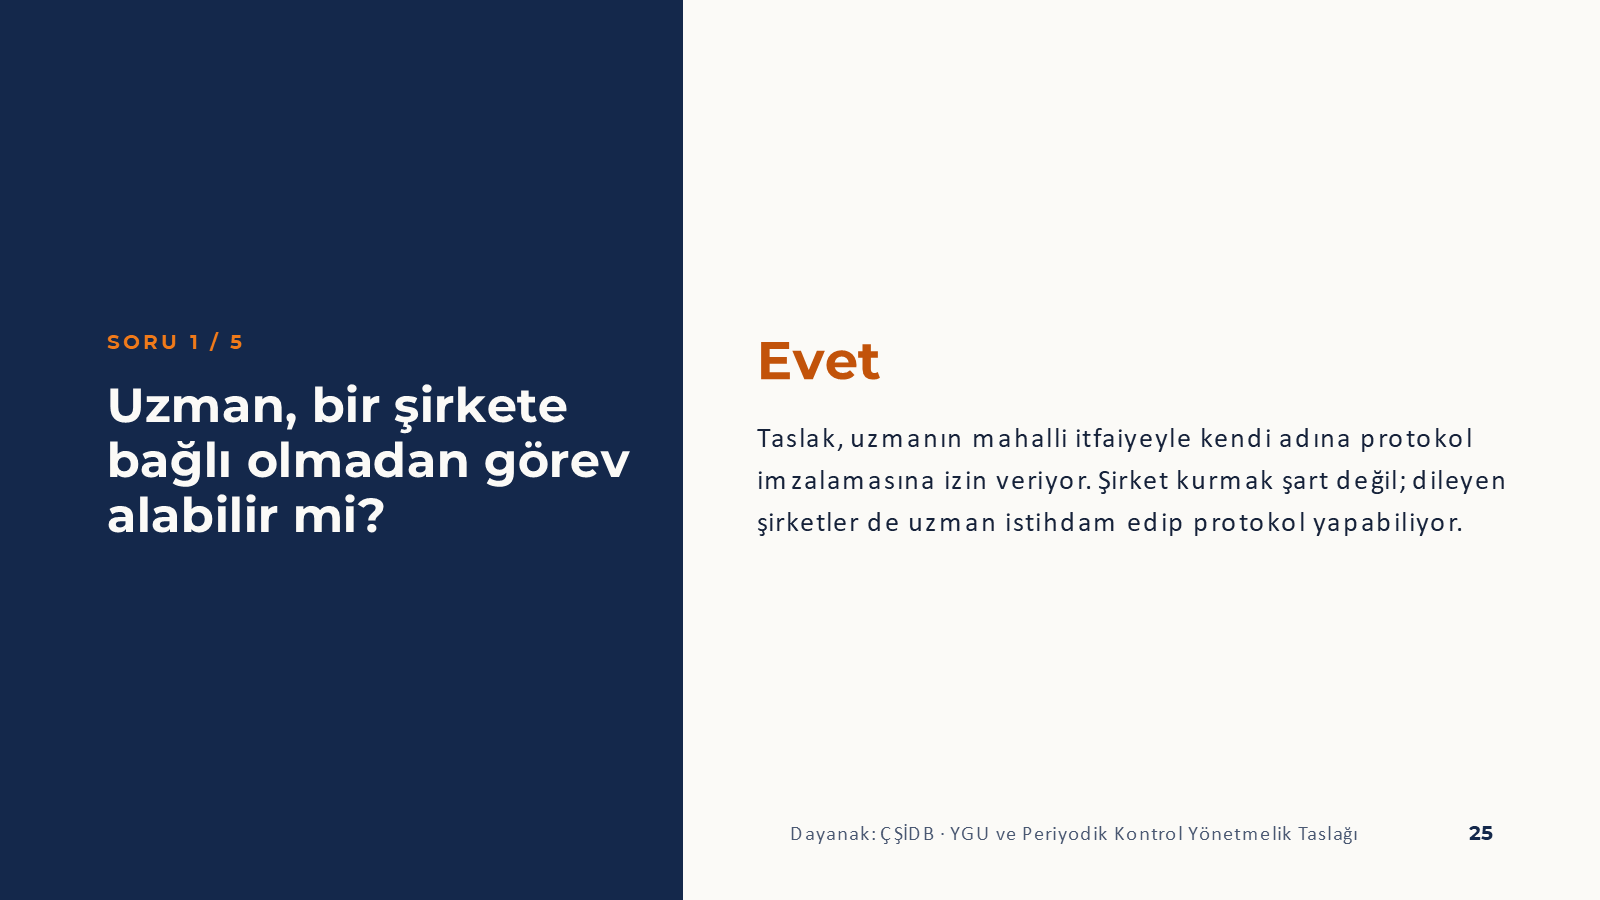 SORU 1 / 5
Uzman, bir şirkete
bağlı olmadan görev
alabilir mi?
Evet
Taslak, uzmanın mahalli itfaiyeyle kendi adına protokol
imzalamasına izin veriyor. Şirket kurmak şart değil; dileyen
şirketler de uzman istihdam edip protokol yapabiliyor.
Dayanak: ÇŞİDB · YGU ve Periyodik Kontrol Yönetmelik Taslağı
25